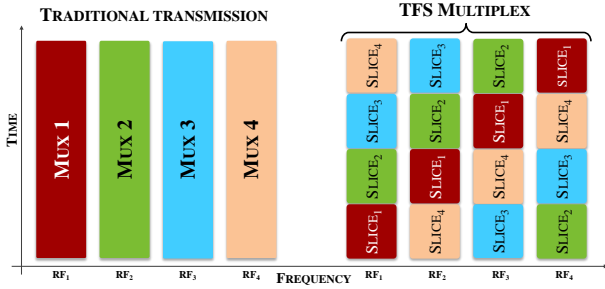 TRADITIONAL TRANSMISSION
TFS MULTIPLEX
TIME
MUX 1
MUX 2
MUX 3
MUX 4
SLICE₄
SLICE₃
SLICE₂
SLICE₁
SLICE₃
SLICE₂
SLICE₁
SLICE₄
SLICE₂
SLICE₁
SLICE₄
SLICE₃
SLICE₁
SLICE₄
SLICE₃
SLICE₂
RF₁ RF₂ RF₃ RF₄ FREQUENCY RF₁ RF₂ RF₃ RF₄